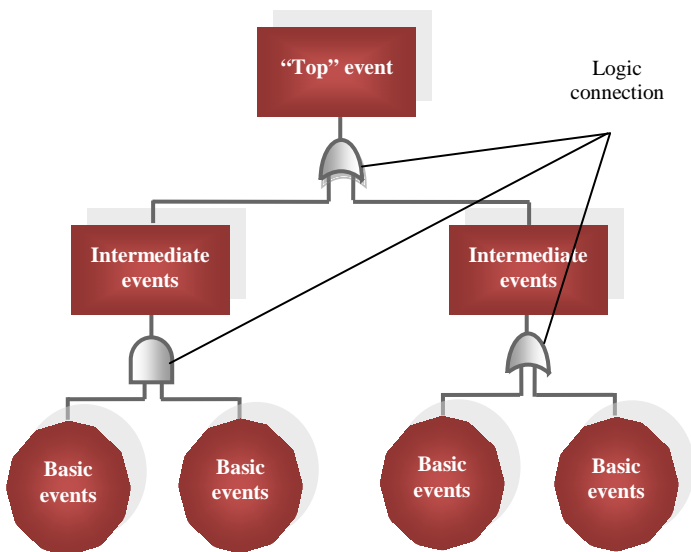 “Top” event
Logic
connection
Intermediate
events
Intermediate
events
Basic
events
Basic
events
Basic
events
Basic
events